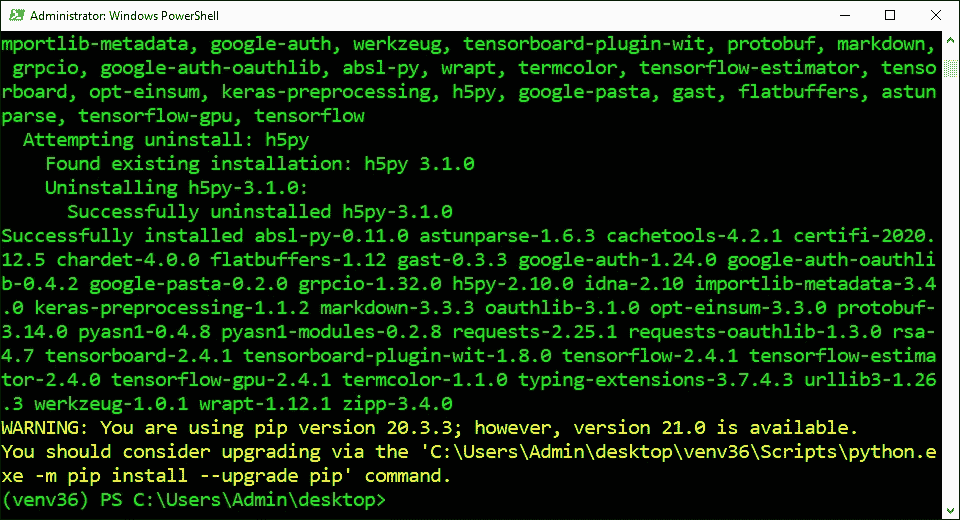 Administrator: Windows PowerShell
mportlib-metadata, google-auth, werkzeug, tensorboard-plugin-wit, protobuf, markdown,
 grpcio, google-auth-oauthlib, absl-py, wrapt, termcolor, tensorflow-estimator, tenso
rboard, opt-einsum, keras-preprocessing, h5py, google-pasta, gast, flatbuffers, astun
parse, tensorflow-gpu, tensorflow
  Attempting uninstall: h5py
    Found existing installation: h5py 3.1.0
    Uninstalling h5py-3.1.0:
      Successfully uninstalled h5py-3.1.0
Successfully installed absl-py-0.11.0 astunparse-1.6.3 cachetools-4.2.1 certifi-2020.
12.5 chardet-4.0.0 flatbuffers-1.12 gast-0.3.3 google-auth-1.24.0 google-auth-oauthli
b-0.4.2 google-pasta-0.2.0 grpcio-1.32.0 h5py-2.10.0 idna-2.10 importlib-metadata-3.4
.0 keras-preprocessing-1.1.2 markdown-3.3.3 oauthlib-3.1.0 opt-einsum-3.3.0 protobuf-
3.14.0 pyasn1-0.4.8 pyasn1-modules-0.2.8 requests-2.25.1 requests-oauthlib-1.3.0 rsa-
4.7 tensorboard-2.4.1 tensorboard-plugin-wit-1.8.0 tensorflow-2.4.1 tensorflow-estima
tor-2.4.0 tensorflow-gpu-2.4.1 termcolor-1.1.0 typing-extensions-3.7.4.3 urllib3-1.26
.3 werkzeug-1.0.1 wrapt-1.12.1 zipp-3.4.0
WARNING: You are using pip version 20.3.3; however, version 21.0 is available.
You should consider upgrading via the 'C:\Users\Admin\desktop\venv36\Scripts\python.e
xe -m pip install --upgrade pip' command.
(venv36) PS C:\Users\Admin\desktop>